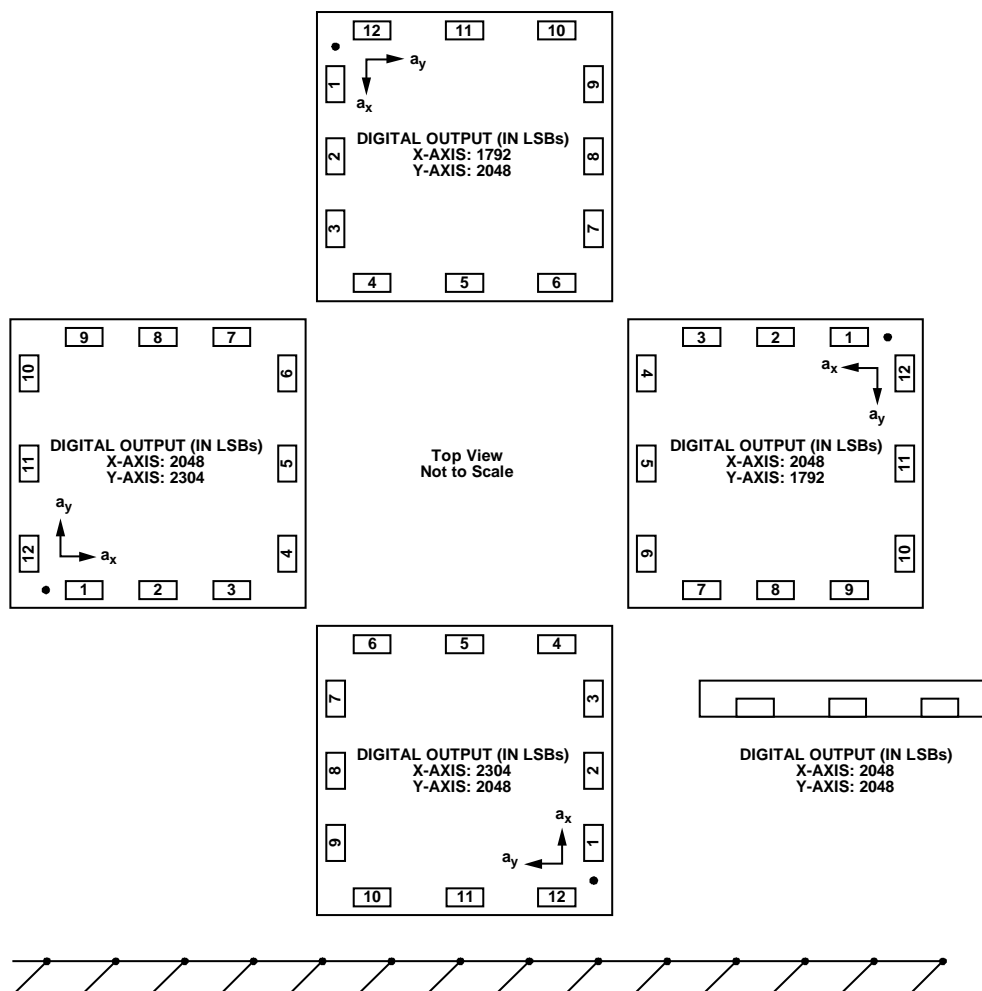 12 11 10
1 9
a_y
a_x
2 8
DIGITAL OUTPUT (IN LSBs)
X-AXIS: 1792
Y-AXIS: 2048
3 7
4 5 6
9 8 7
10 6
11 5
DIGITAL OUTPUT (IN LSBs)
X-AXIS: 2048
Y-AXIS: 2304
a_y
a_x
12 4
1 2 3
Top View
Not to Scale
3 2 1
4 12
a_x
a_y
DIGITAL OUTPUT (IN LSBs)
X-AXIS: 2048
Y-AXIS: 1792
5 11
6 10
7 8 9
6 5 4
7 3
DIGITAL OUTPUT (IN LSBs)
X-AXIS: 2304
Y-AXIS: 2048
8 2
a_x
a_y
9 1
10 11 12
DIGITAL OUTPUT (IN LSBs)
X-AXIS: 2048
Y-AXIS: 2048